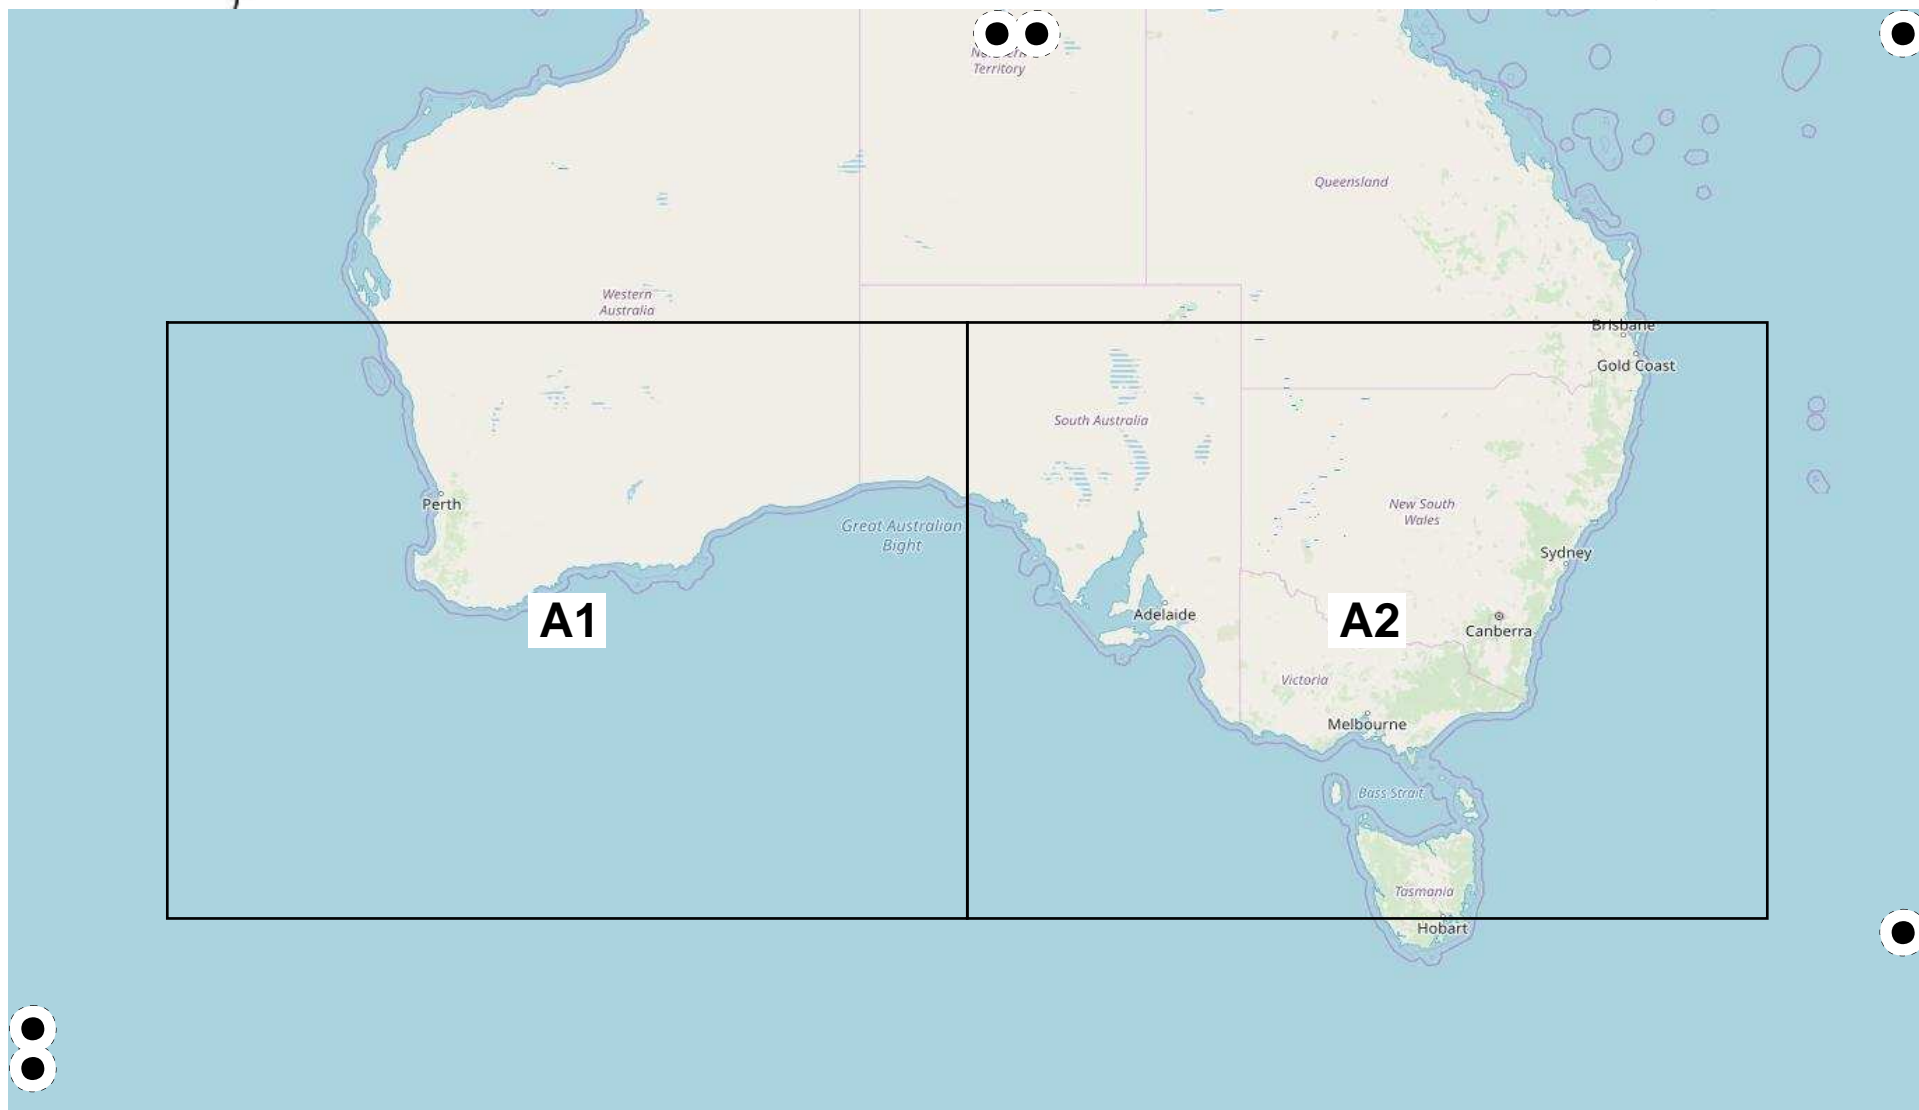 Northern
Territory
Queensland
Western
Australia
Brisbane
Gold Coast
South Australia
Perth
New South
Wales
Great Australian
Bight
Sydney
A1
A2
Adelaide
Canberra
Victoria
Melbourne
Bass Strait
Tasmania
Hobart